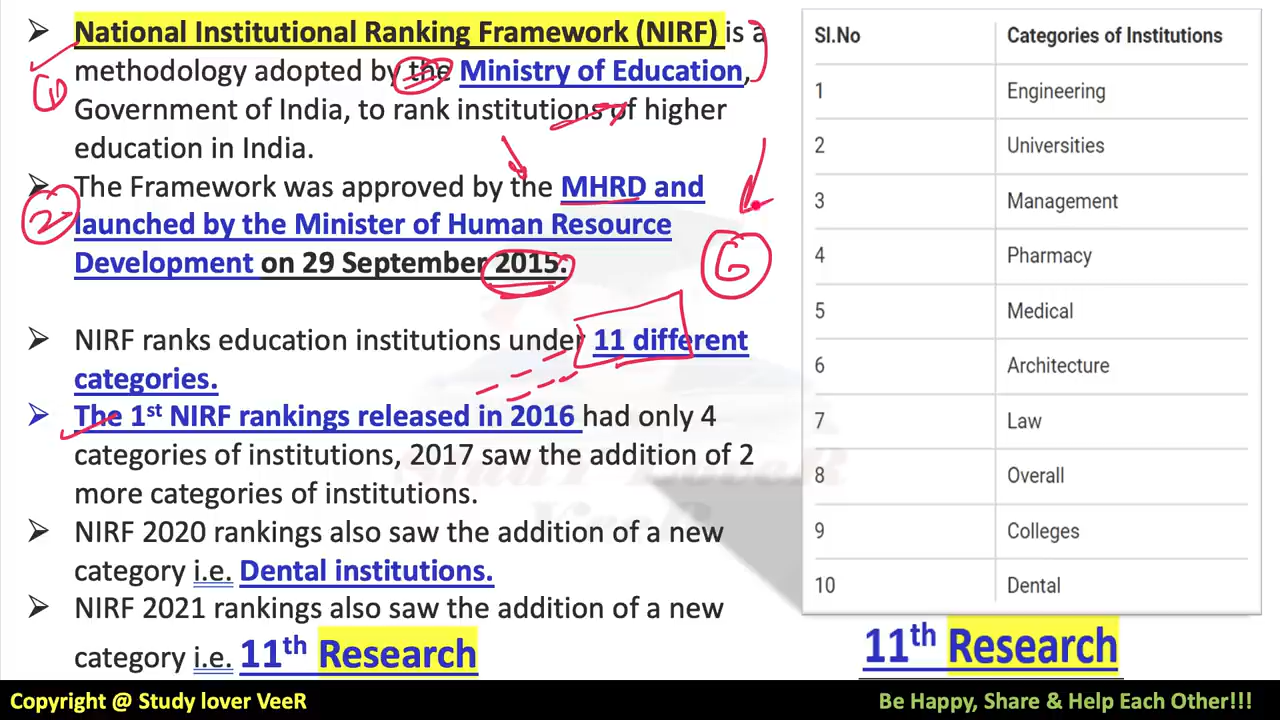 ➢ National Institutional Ranking Framework (NIRF) is a
methodology adopted by the Ministry of Education,
Government of India, to rank institutions of higher
education in India.
➢ The Framework was approved by the MHRD and
launched by the Minister of Human Resource
Development on 29 September 2015.
➢ NIRF ranks education institutions under 11 different
categories.
➢ The 1st NIRF rankings released in 2016 had only 4
categories of institutions, 2017 saw the addition of 2
more categories of institutions.
➢ NIRF 2020 rankings also saw the addition of a new
category i.e. Dental institutions.
➢ NIRF 2021 rankings also saw the addition of a new
category i.e. 11th Research
1
2
6
Sl.No Categories of Institutions
1 Engineering
2 Universities
3 Management
4 Pharmacy
5 Medical
6 Architecture
7 Law
8 Overall
9 Colleges
10 Dental
11th Research
STUDY LOVER
VeeR
Copyright @ Study lover VeeR
Be Happy, Share & Help Each Other!!!